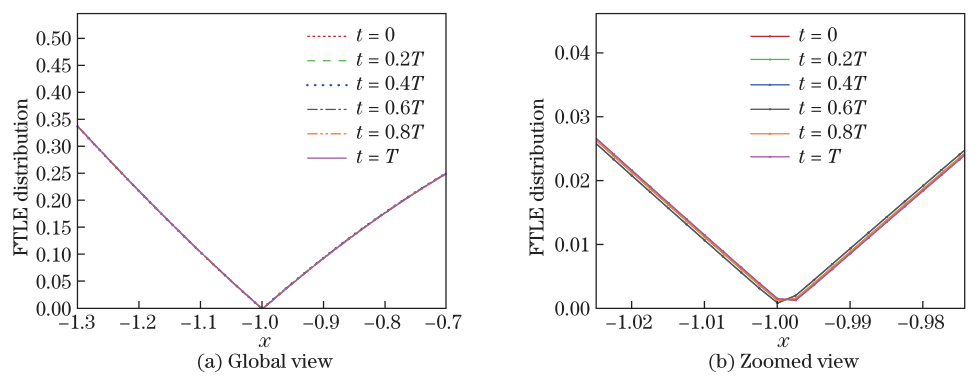 0.50
0.45
0.40
0.35
0.30
0.25
0.20
0.15
0.10
0.05
0.00
FTLE distribution
−1.3 −1.2 −1.1 −1.0 −0.9 −0.8 −0.7
x
t = 0
t = 0.2T
t = 0.4T
t = 0.6T
t = 0.8T
t = T
(a) Global view
0.04
0.03
0.02
0.01
0.00
FTLE distribution
−1.02 −1.01 −1.00 −0.99 −0.98
x
t = 0
t = 0.2T
t = 0.4T
t = 0.6T
t = 0.8T
t = T
(b) Zoomed view